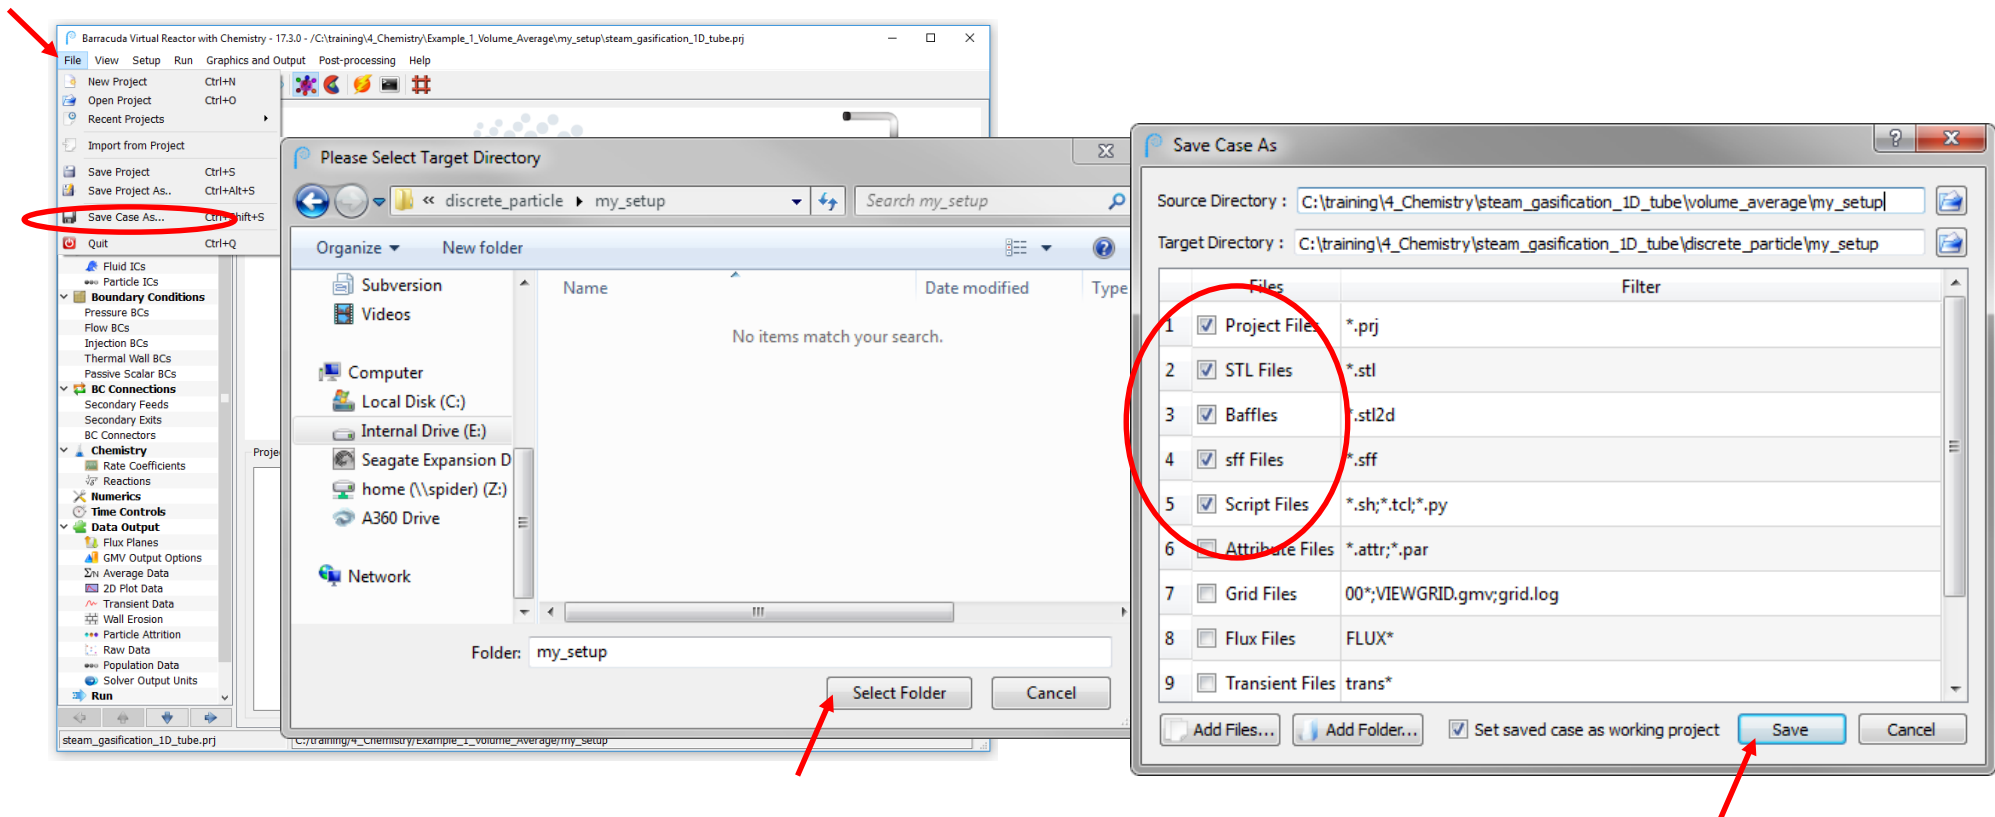 Barracuda Virtual Reactor with Chemistry - 17.3.0 - /C:\training\4_Chemistry\Example_1_Volume_Average\my_setup\steam_gasification_1D_tube.prj
File View Setup Run Graphics and Output Post-processing Help
New Project Ctrl+N
Open Project Ctrl+O
Recent Projects
Import from Project
Save Project Ctrl+S
Save Project As.. Ctrl+Alt+S
Save Case As... Ctrl+Shift+S
Quit Ctrl+Q
Fluid ICs
Particle ICs
Boundary Conditions
Pressure BCs
Flow BCs
Injection BCs
Thermal Wall BCs
Passive Scalar BCs
BC Connections
Secondary Feeds
Secondary Exits
BC Connectors
Chemistry
Rate Coefficients
Reactions
Numerics
Time Controls
Data Output
Flux Planes
GMV Output Options
Average Data
2D Plot Data
Transient Data
Wall Erosion
Particle Attrition
Raw Data
Population Data
Solver Output Units
Run
Proje
steam_gasification_1D_tube.prj
C:/training/4_Chemistry/Example_1_Volume_Average/my_setup
Please Select Target Directory
« discrete_particle my_setup
Search my_setup
Organize New folder
Subversion
Videos
Computer
Local Disk (C:)
Internal Drive (E:)
Seagate Expansion D
home (\\spider) (Z:)
A360 Drive
Network
Name Date modified Type
No items match your search.
Folder: my_setup
Select Folder Cancel
Save Case As
Source Directory : C:\training\4_Chemistry\steam_gasification_1D_tube\volume_average\my_setup
Target Directory : C:\training\4_Chemistry\steam_gasification_1D_tube\discrete_particle\my_setup
Files Filter
1 Project Files *.prj
2 STL Files *.stl
3 Baffles *.stl2d
4 sff Files *.sff
5 Script Files *.sh;*.tcl;*.py
6 Attribute Files *.attr;*.par
7 Grid Files 00*;VIEWGRID.gmv;grid.log
8 Flux Files FLUX*
9 Transient Files trans*
Add Files... Add Folder... Set saved case as working project Save Cancel